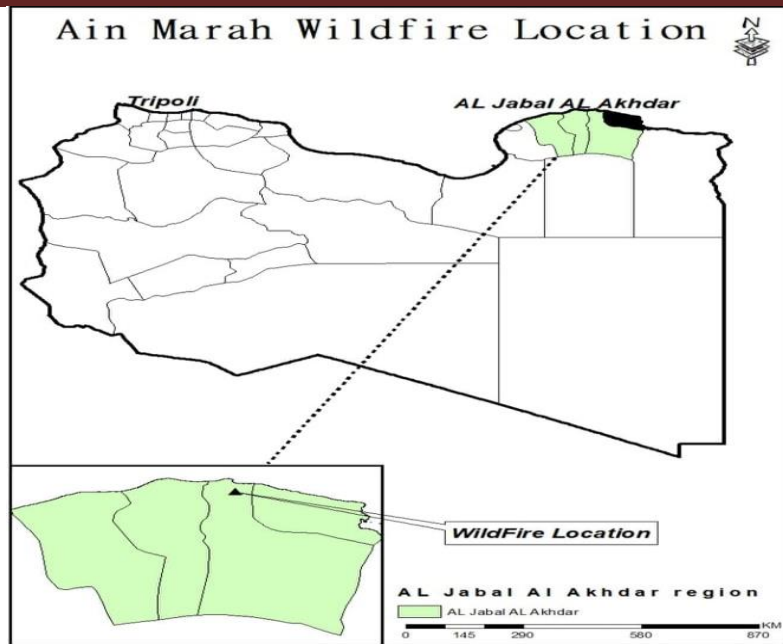 Ain Marah Wildfire Location
N
Tripoli
AL Jabal AL Akhdar
WildFire Location
AL Jabal Al Akhdar region
AL Jabal AL Akhdar
KM
0 145 290 580 870